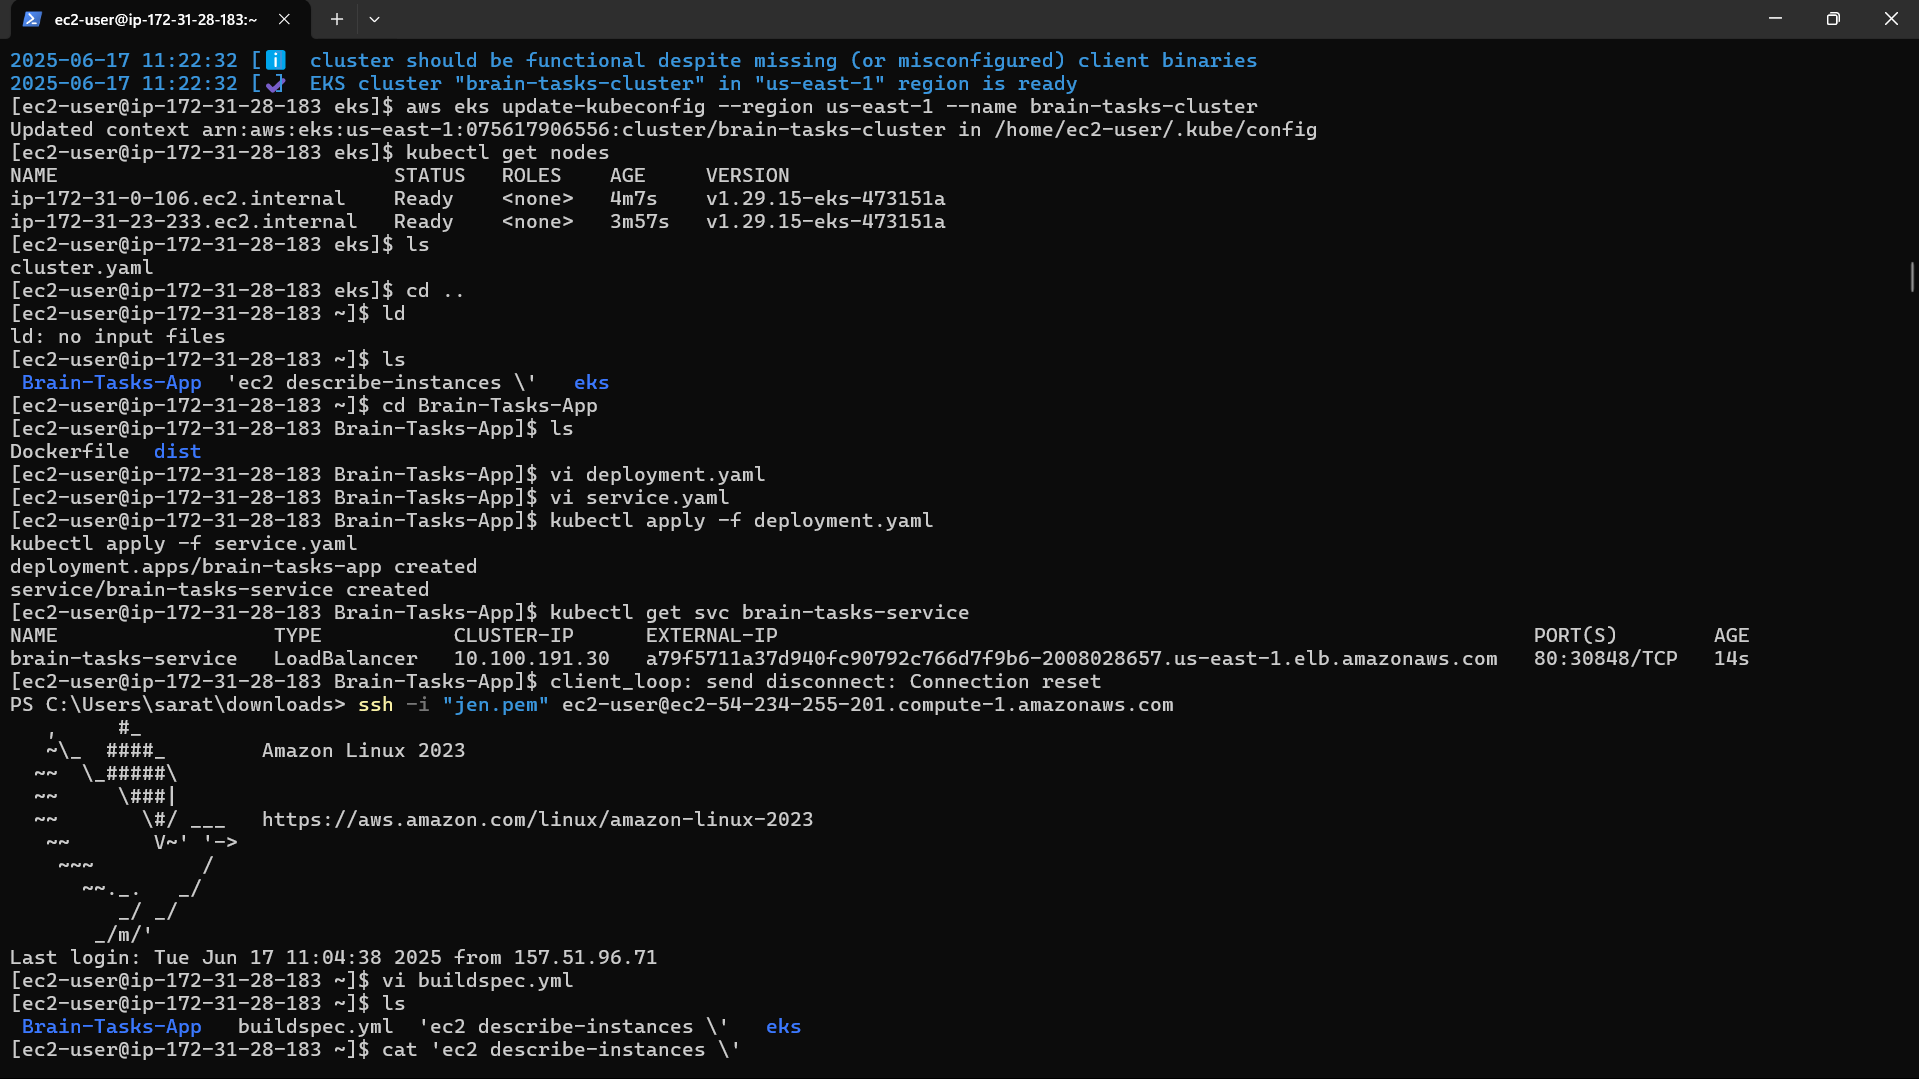 ec2-user@ip-172-31-28-183:~
2025-06-17 11:22:32 [ℹ]  cluster should be functional despite missing (or misconfigured) client binaries
2025-06-17 11:22:32 [✔]  EKS cluster "brain-tasks-cluster" in "us-east-1" region is ready
[ec2-user@ip-172-31-28-183 eks]$ aws eks update-kubeconfig --region us-east-1 --name brain-tasks-cluster
Updated context arn:aws:eks:us-east-1:075617906556:cluster/brain-tasks-cluster in /home/ec2-user/.kube/config
[ec2-user@ip-172-31-28-183 eks]$ kubectl get nodes
NAME                            STATUS   ROLES    AGE     VERSION
ip-172-31-0-106.ec2.internal    Ready    <none>   4m7s    v1.29.15-eks-473151a
ip-172-31-23-233.ec2.internal   Ready    <none>   3m57s   v1.29.15-eks-473151a
[ec2-user@ip-172-31-28-183 eks]$ ls
cluster.yaml
[ec2-user@ip-172-31-28-183 eks]$ cd ..
[ec2-user@ip-172-31-28-183 ~]$ ld
ld: no input files
[ec2-user@ip-172-31-28-183 ~]$ ls
 Brain-Tasks-App  'ec2 describe-instances \'   eks
[ec2-user@ip-172-31-28-183 ~]$ cd Brain-Tasks-App
[ec2-user@ip-172-31-28-183 Brain-Tasks-App]$ ls
Dockerfile  dist
[ec2-user@ip-172-31-28-183 Brain-Tasks-App]$ vi deployment.yaml
[ec2-user@ip-172-31-28-183 Brain-Tasks-App]$ vi service.yaml
[ec2-user@ip-172-31-28-183 Brain-Tasks-App]$ kubectl apply -f deployment.yaml
kubectl apply -f service.yaml
deployment.apps/brain-tasks-app created
service/brain-tasks-service created
[ec2-user@ip-172-31-28-183 Brain-Tasks-App]$ kubectl get svc brain-tasks-service
NAME                  TYPE           CLUSTER-IP      EXTERNAL-IP                                                               PORT(S)        AGE
brain-tasks-service   LoadBalancer   10.100.191.30   a79f5711a37d940fc90792c766d7f9b6-2008028657.us-east-1.elb.amazonaws.com   80:30848/TCP   14s
[ec2-user@ip-172-31-28-183 Brain-Tasks-App]$ client_loop: send disconnect: Connection reset
PS C:\Users\sarat\downloads> ssh -i "jen.pem" ec2-user@ec2-54-234-255-201.compute-1.amazonaws.com
   ,     #_
   ~\_  ####_        Amazon Linux 2023
  ~~  \_#####\
  ~~     \###|
  ~~       \#/ ___   https://aws.amazon.com/linux/amazon-linux-2023
   ~~       V~' '->
    ~~~         /
      ~~._.   _/
         _/ _/
       _/m/'
Last login: Tue Jun 17 11:04:38 2025 from 157.51.96.71
[ec2-user@ip-172-31-28-183 ~]$ vi buildspec.yml
[ec2-user@ip-172-31-28-183 ~]$ ls
 Brain-Tasks-App   buildspec.yml  'ec2 describe-instances \'   eks
[ec2-user@ip-172-31-28-183 ~]$ cat 'ec2 describe-instances \'